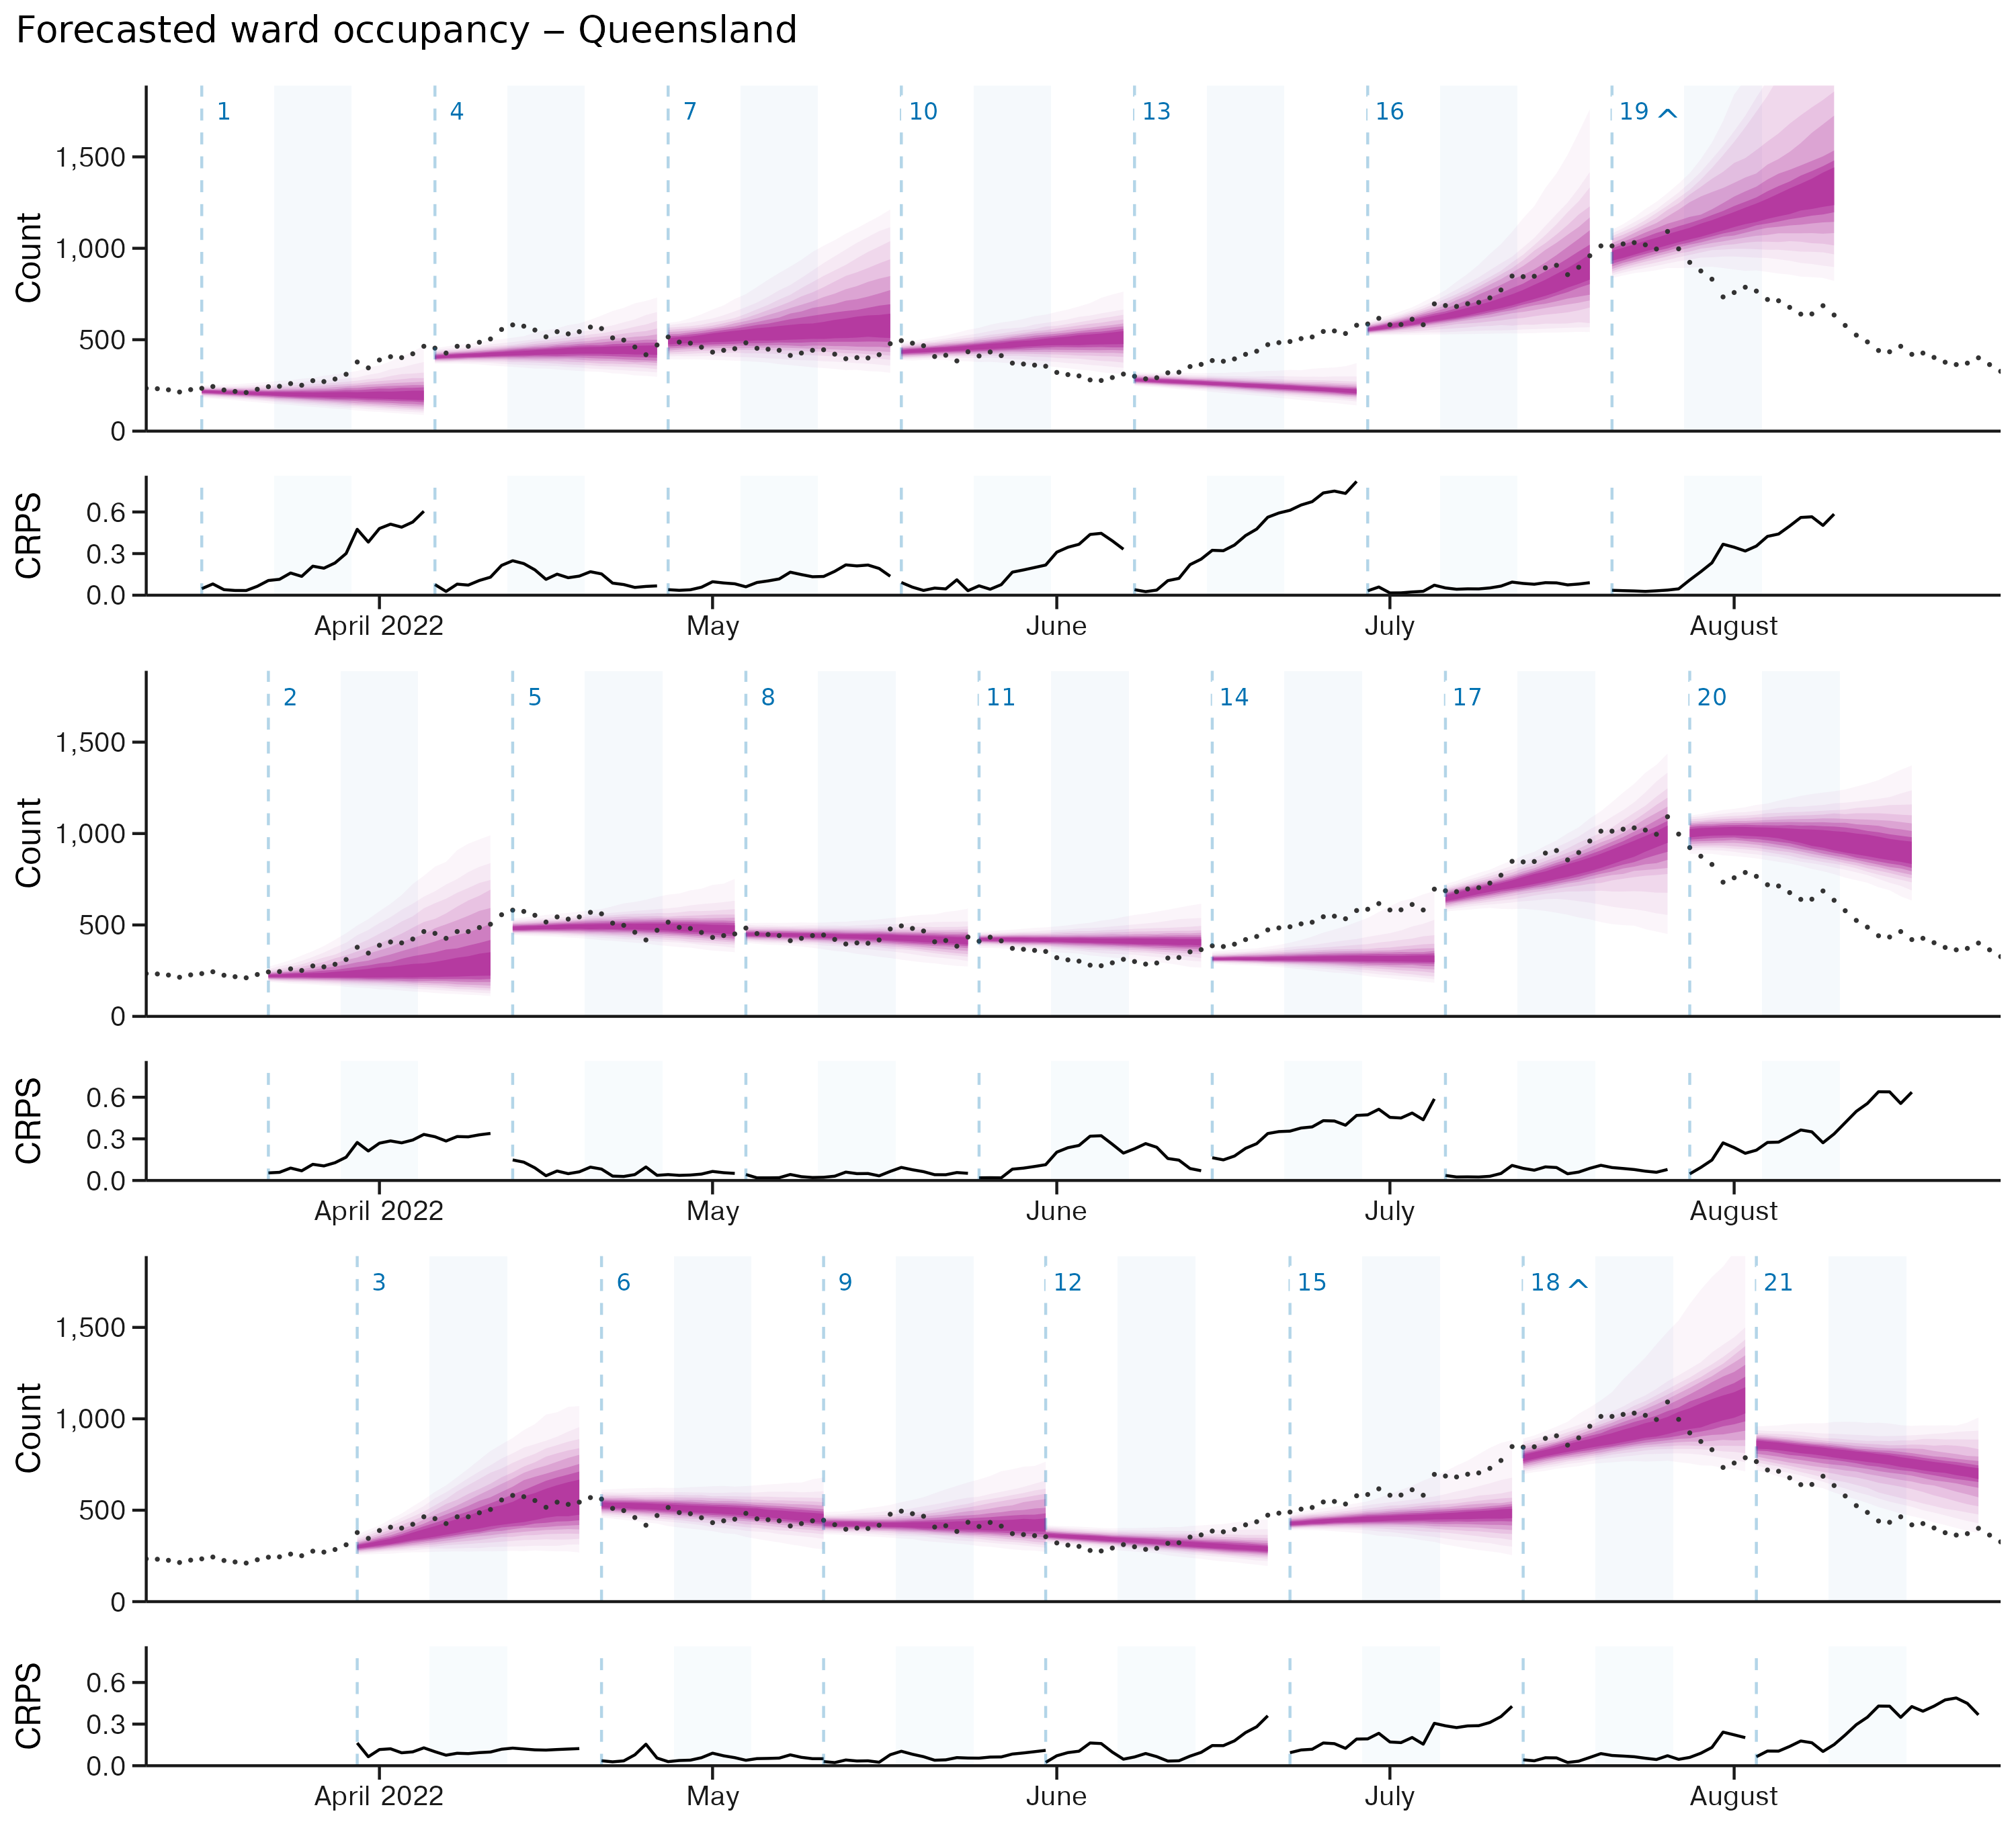 Forecasted ward occupancy – Queensland
1 4 7 10 13 16 19 ^
1,500
1,000
500
0
Count
0.6
0.3
0.0
CRPS
April 2022 May June July August
2 5 8 11 14 17 20
1,500
1,000
500
0
Count
0.6
0.3
0.0
CRPS
April 2022 May June July August
3 6 9 12 15 18 ^ 21
1,500
1,000
500
0
Count
0.6
0.3
0.0
CRPS
April 2022 May June July August